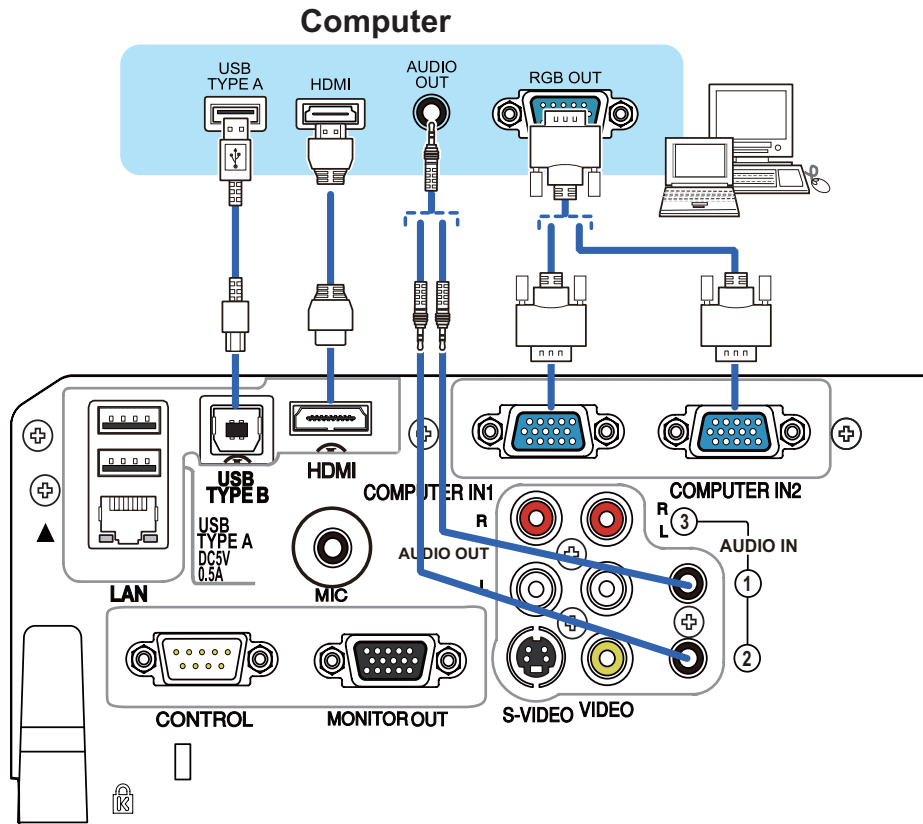 Computer
USB
TYPE A
HDMI
AUDIO
OUT
RGB OUT
USB
TYPE B
HDMI
COMPUTER IN1
COMPUTER IN2
USB
TYPE A
DC5V
0.5A
LAN
MIC
R
AUDIO OUT
L
R
L
3
AUDIO IN
1
2
CONTROL
MONITOR OUT
S-VIDEO
VIDEO
K